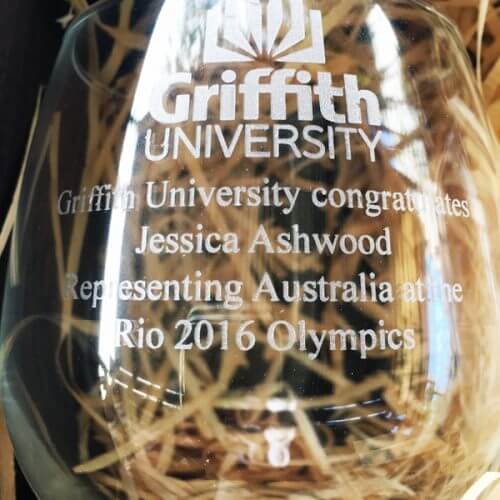 Griffith
UNIVERSITY
Griffith University congratulates
Jessica Ashwood
Representing Australia at the
Rio 2016 Olympics